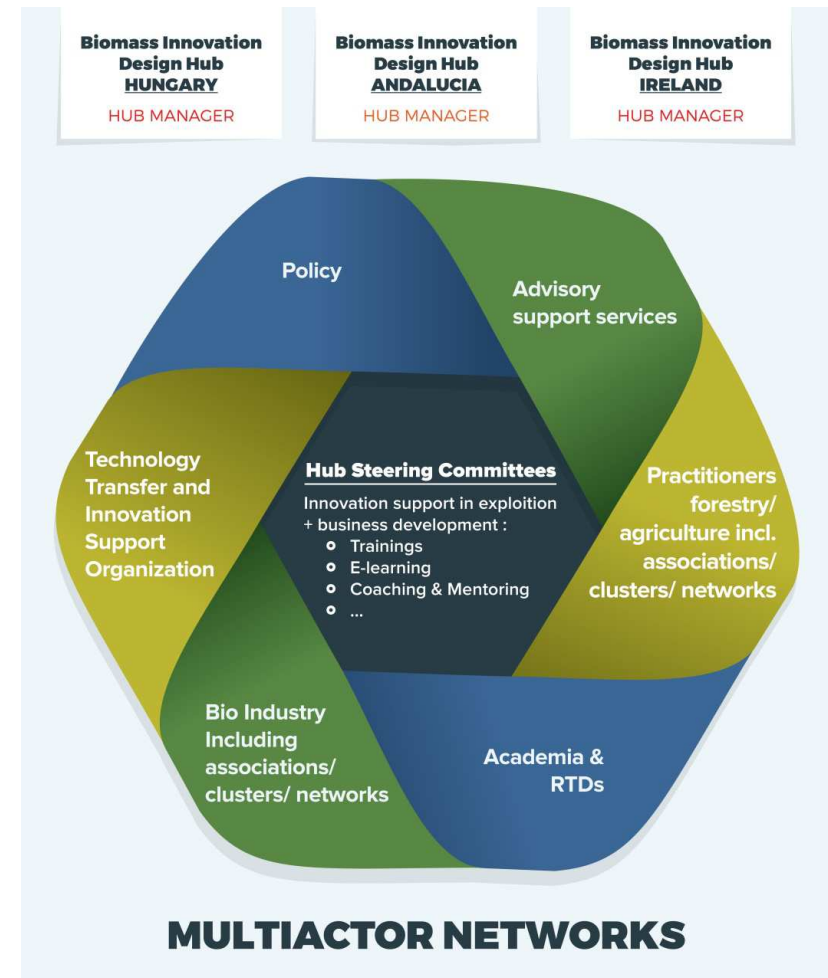 Biomass Innovation
Design Hub
HUNGARY
HUB MANAGER
Biomass Innovation
Design Hub
ANDALUCIA
HUB MANAGER
Biomass Innovation
Design Hub
IRELAND
HUB MANAGER
Policy
Advisory
support services
Technology
Transfer and
Innovation
Support
Organization
Hub Steering Committees
Innovation support in exploition
+ business development :
Trainings
E-learning
Coaching & Mentoring
...
Practitioners
forestry/
agriculture incl.
associations/
clusters/ networks
Bio Industry
Including
associations/
clusters/ networks
Academia &
RTDs
MULTIACTOR NETWORKS